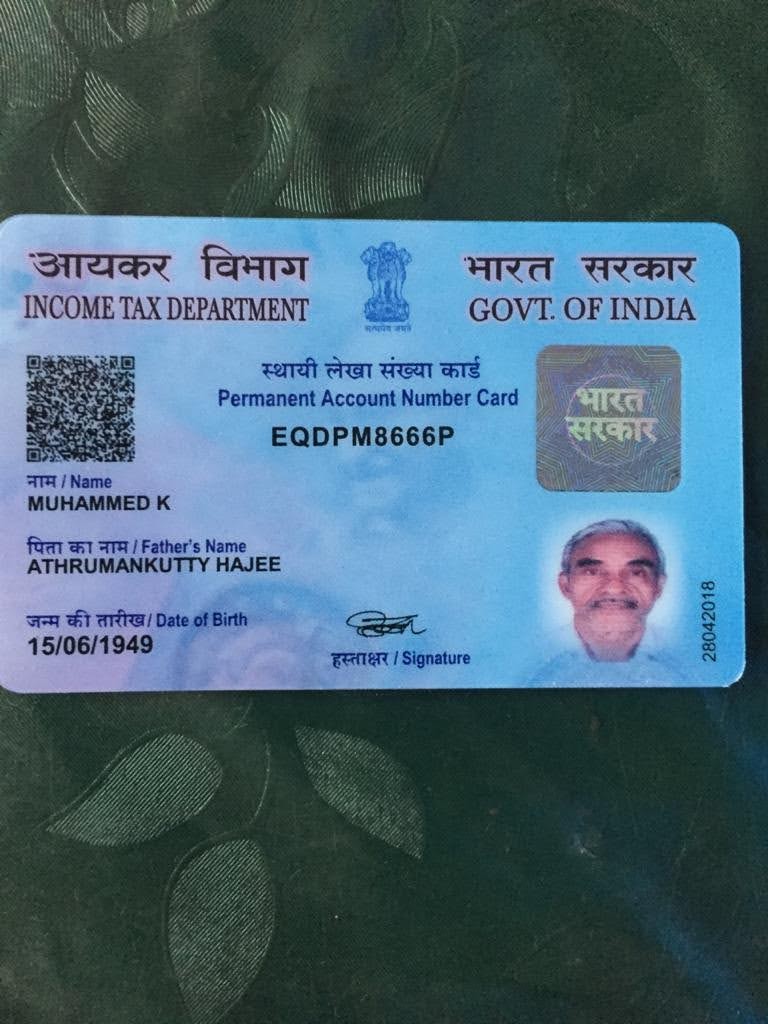 आयकर विभाग
INCOME TAX DEPARTMENT
सत्यमेव जयते
भारत सरकार
GOVT. OF INDIA
स्थायी लेखा संख्या कार्ड
Permanent Account Number Card
EQDPM8666P
भारत
सरकार
नाम / Name
MUHAMMED K
पिता का नाम / Father's Name
ATHRUMANKUTTY HAJEE
जन्म की तारीख / Date of Birth
15/06/1949
हस्ताक्षर / Signature
28042018